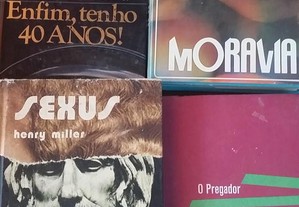 Enfim, tenho
40 ANOS!
MORAVIA
SEXUS
henry miller
O Pregador